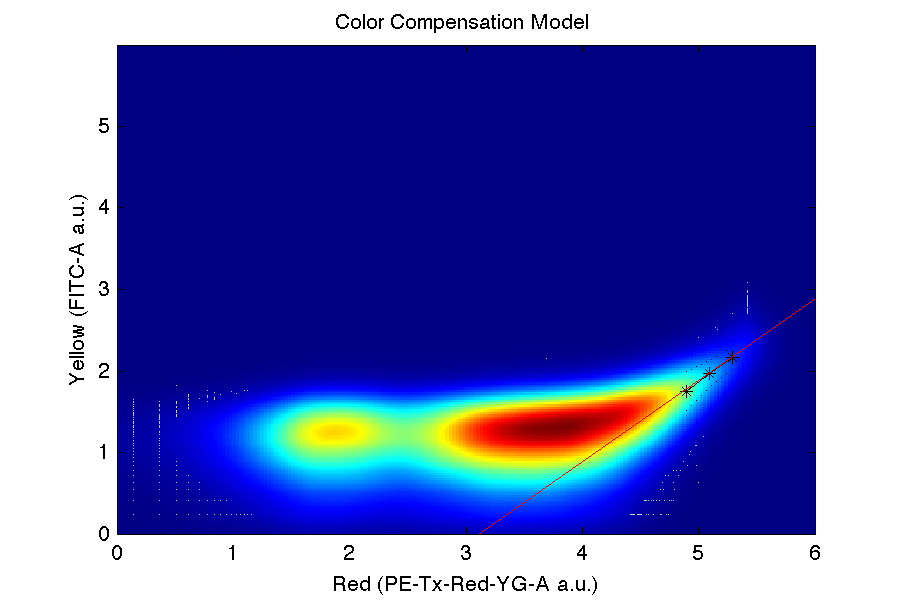 Color Compensation Model
Yellow (FITC-A a.u.)
5
4
3
2
1
0
0 1 2 3 4 5 6
Red (PE-Tx-Red-YG-A a.u.)